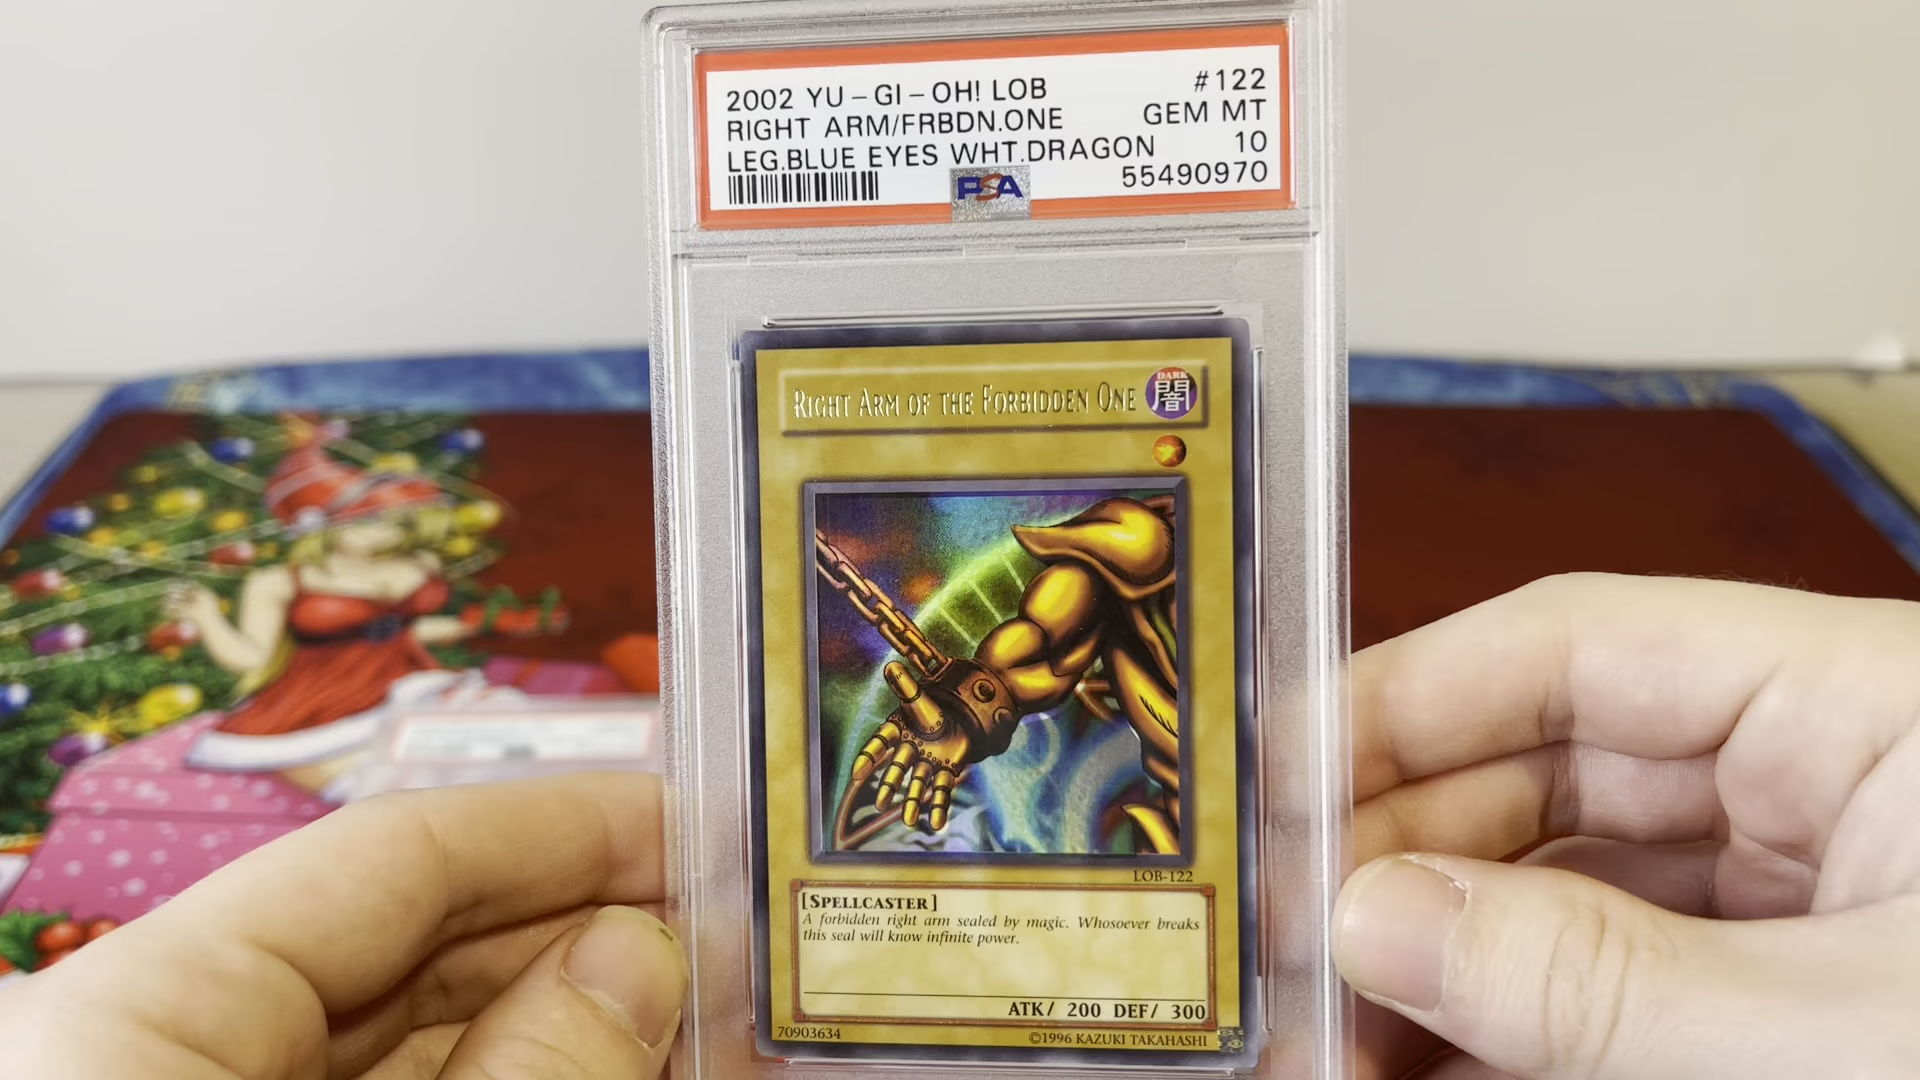 2002 YU-GI-OH! LOB #122
RIGHT ARM/FRBDN.ONE GEM MT
LEG.BLUE EYES WHT.DRAGON 10
PSA 55490970
RIGHT ARM OF THE FORBIDDEN ONE
DARK
闇
LOB-122
[SPELLCASTER]
A forbidden right arm sealed by magic. Whosoever breaks
this seal will know infinite power.
ATK/ 200 DEF/ 300
70903634 ©1996 KAZUKI TAKAHASHI